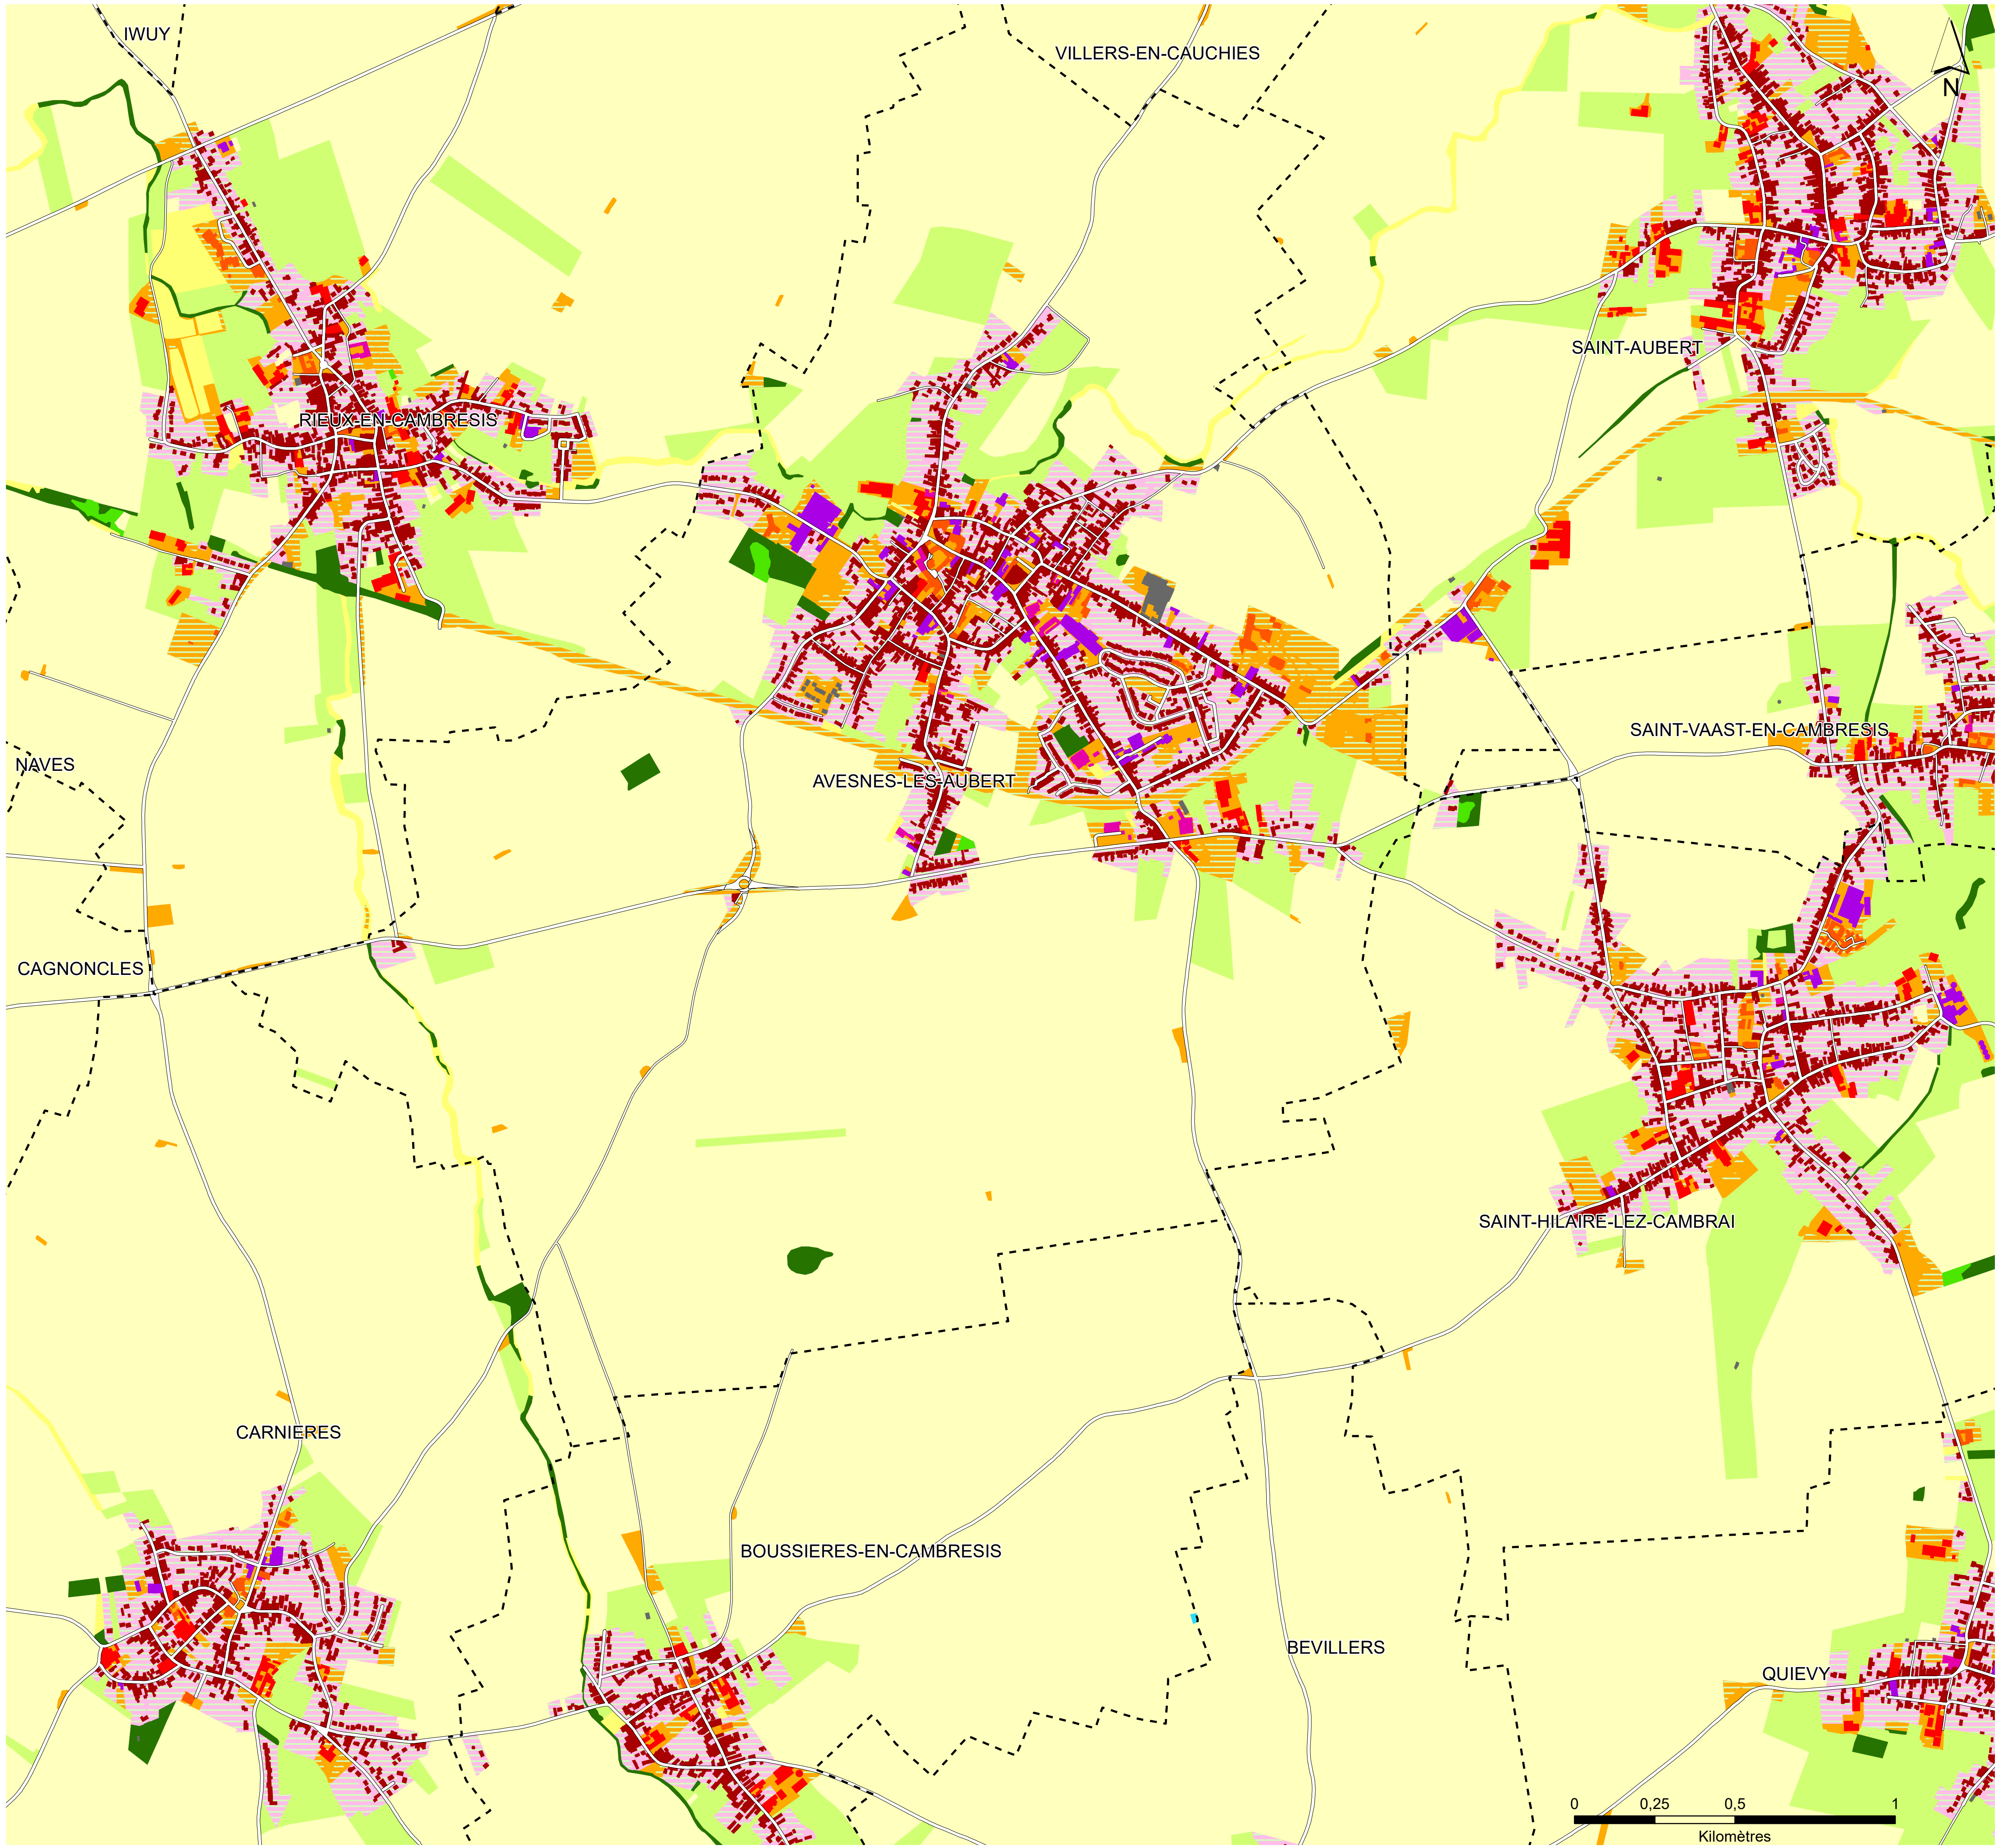 IWUY
VILLERS-EN-CAUCHIES
N
SAINT-AUBERT
RIEUX-EN-CAMBRESIS
SAINT-VAAST-EN-CAMBRESIS
NAVES
AVESNES-LES-AUBERT
CAGNONCLES
SAINT-HILAIRE-LEZ-CAMBRAI
CARNIERES
BOUSSIERES-EN-CAMBRESIS
BEVILLERS
QUIEVY
0 0,25 0,5 1
Kilomètres